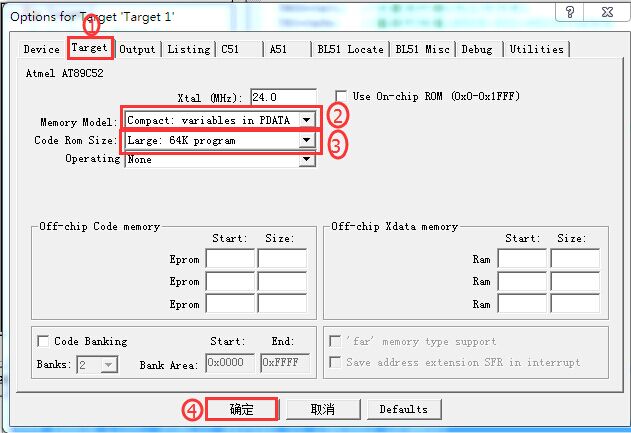 Options for Target 'Target 1'
①
Device Target Output Listing C51 A51 BL51 Locate BL51 Misc Debug Utilities
Atmel AT89C52
Xtal (MHz): 24.0 Use On-chip ROM (0x0-0x1FFF)
Memory Model: Compact: variables in PDATA ②
Code Rom Size: Large: 64K program ③
Operating None
Off-chip Code memory Off-chip Xdata memory
Start: Size: Start: Size:
Eprom Ram
Eprom Ram
Eprom Ram
Code Banking Start: End: 'far' memory type support
Banks: 2 Bank Area: 0x0000 0xFFFF Save address extension SFR in interrupt
④ 确定 取消 Defaults